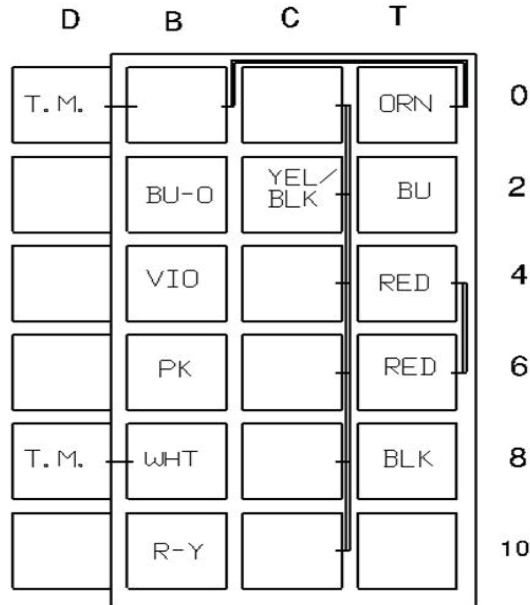 D B C T
T.M. ORN 0
BU-O YEL/ BU 2
BLK
VIO RED 4
PK RED 6
T.M. WHT BLK 8
R-Y 10